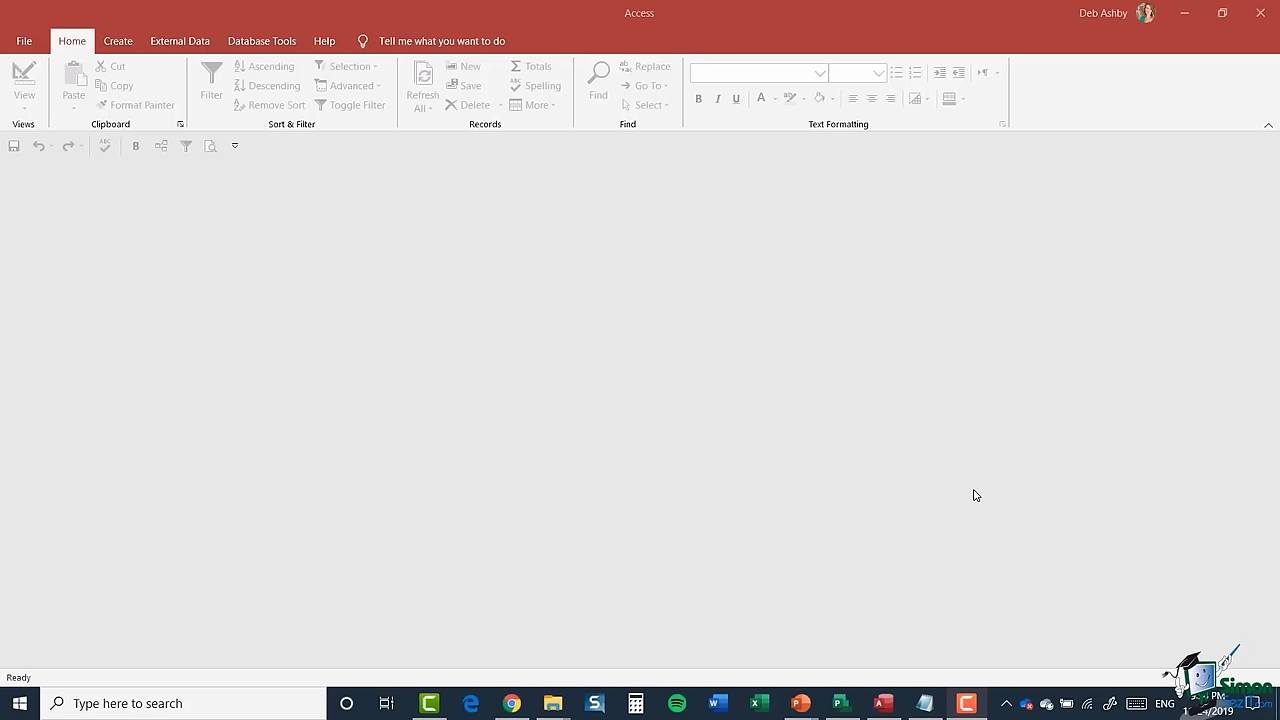 Access
Deb Ashby
File
Home
Create
External Data
Database Tools
Help
Tell me what you want to do
View
Paste
Cut
Copy
Format Painter
Filter
Ascending
Descending
Remove Sort
Selection
Advanced
Toggle Filter
Refresh
All
New
Save
Delete
Totals
Spelling
More
Find
Replace
Go To
Select
B I U A
Views
Clipboard
Sort & Filter
Records
Find
Text Formatting
B
Ready
Type here to search
ENG
Simon